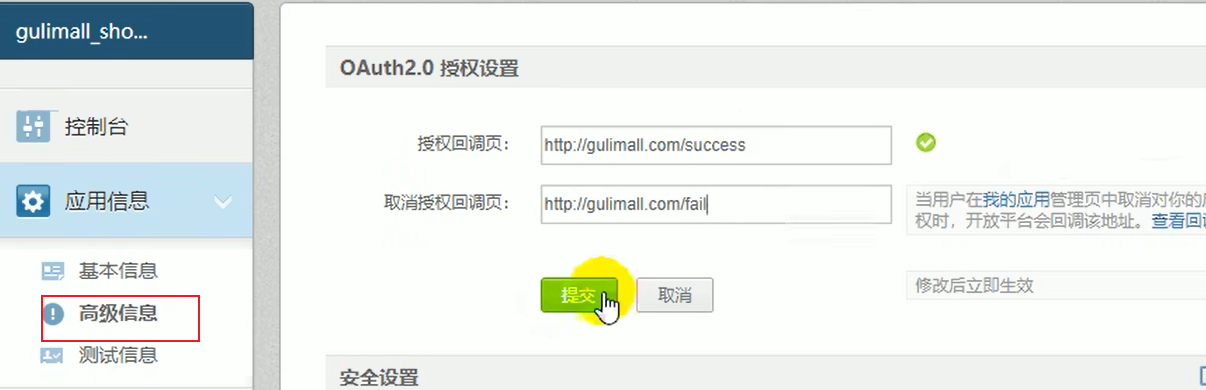 gulimall_sho...
控制台
应用信息
基本信息
高级信息
测试信息
OAuth2.0 授权设置
授权回调页： http://gulimall.com/success
取消授权回调页： http://gulimall.com/fail
当用户在我的应用管理页中取消对你的
权时，开放平台会回调该地址。查看回
提交 取消
修改后立即生效
安全设置